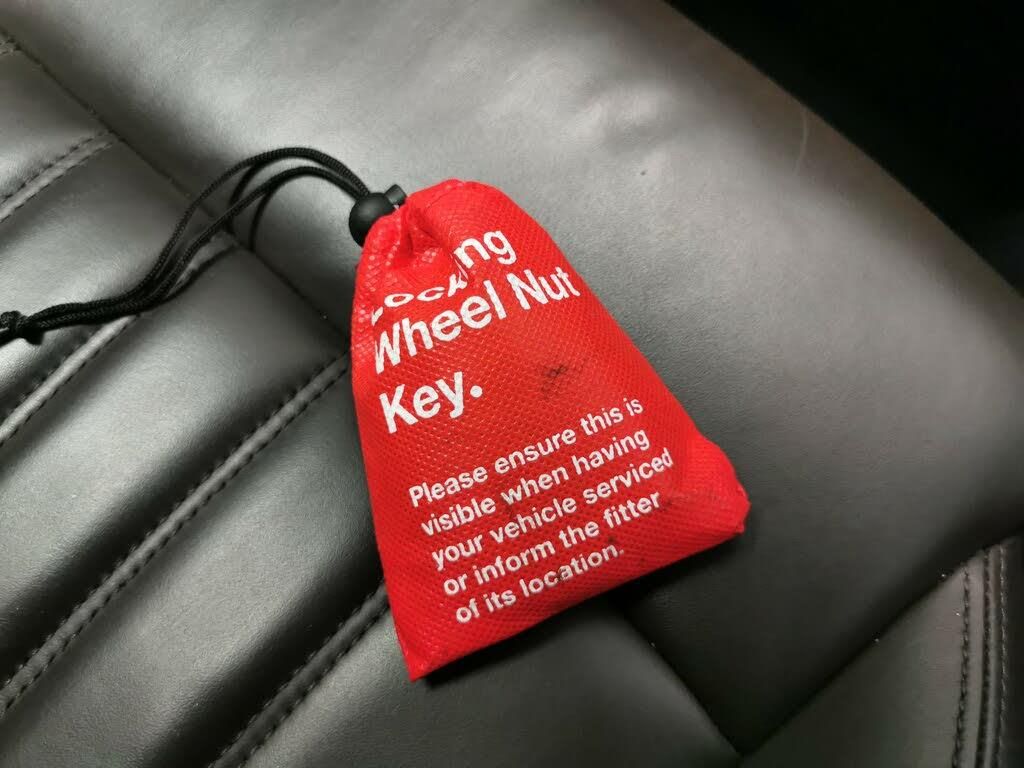 Locking
Wheel Nut
Key.
Please ensure this is
visible when having
your vehicle serviced
or inform the fitter
of its location.